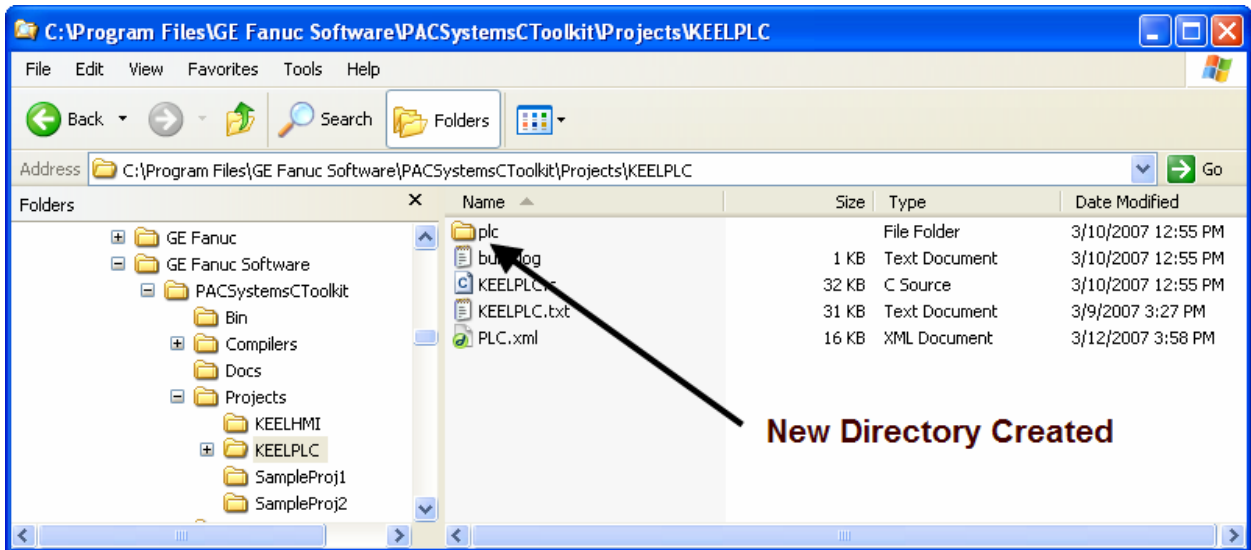 C:\Program Files\GE Fanuc Software\PACSystemsCToolkit\Projects\KEELPLC
File Edit View Favorites Tools Help
Back Search Folders
Address C:\Program Files\GE Fanuc Software\PACSystemsCToolkit\Projects\KEELPLC Go
Folders Name Size Type Date Modified
GE Fanuc
GE Fanuc Software
PACSystemsCToolkit
Bin
Compilers
Docs
Projects
KEELHMI
KEELPLC
SampleProj1
SampleProj2
plc File Folder 3/10/2007 12:55 PM
1 KB Text Document 3/10/2007 12:55 PM
32 KB C Source 3/10/2007 12:55 PM
KEELPLC.txt 31 KB Text Document 3/9/2007 3:27 PM
PLC.xml 16 KB XML Document 3/12/2007 3:58 PM
New Directory Created